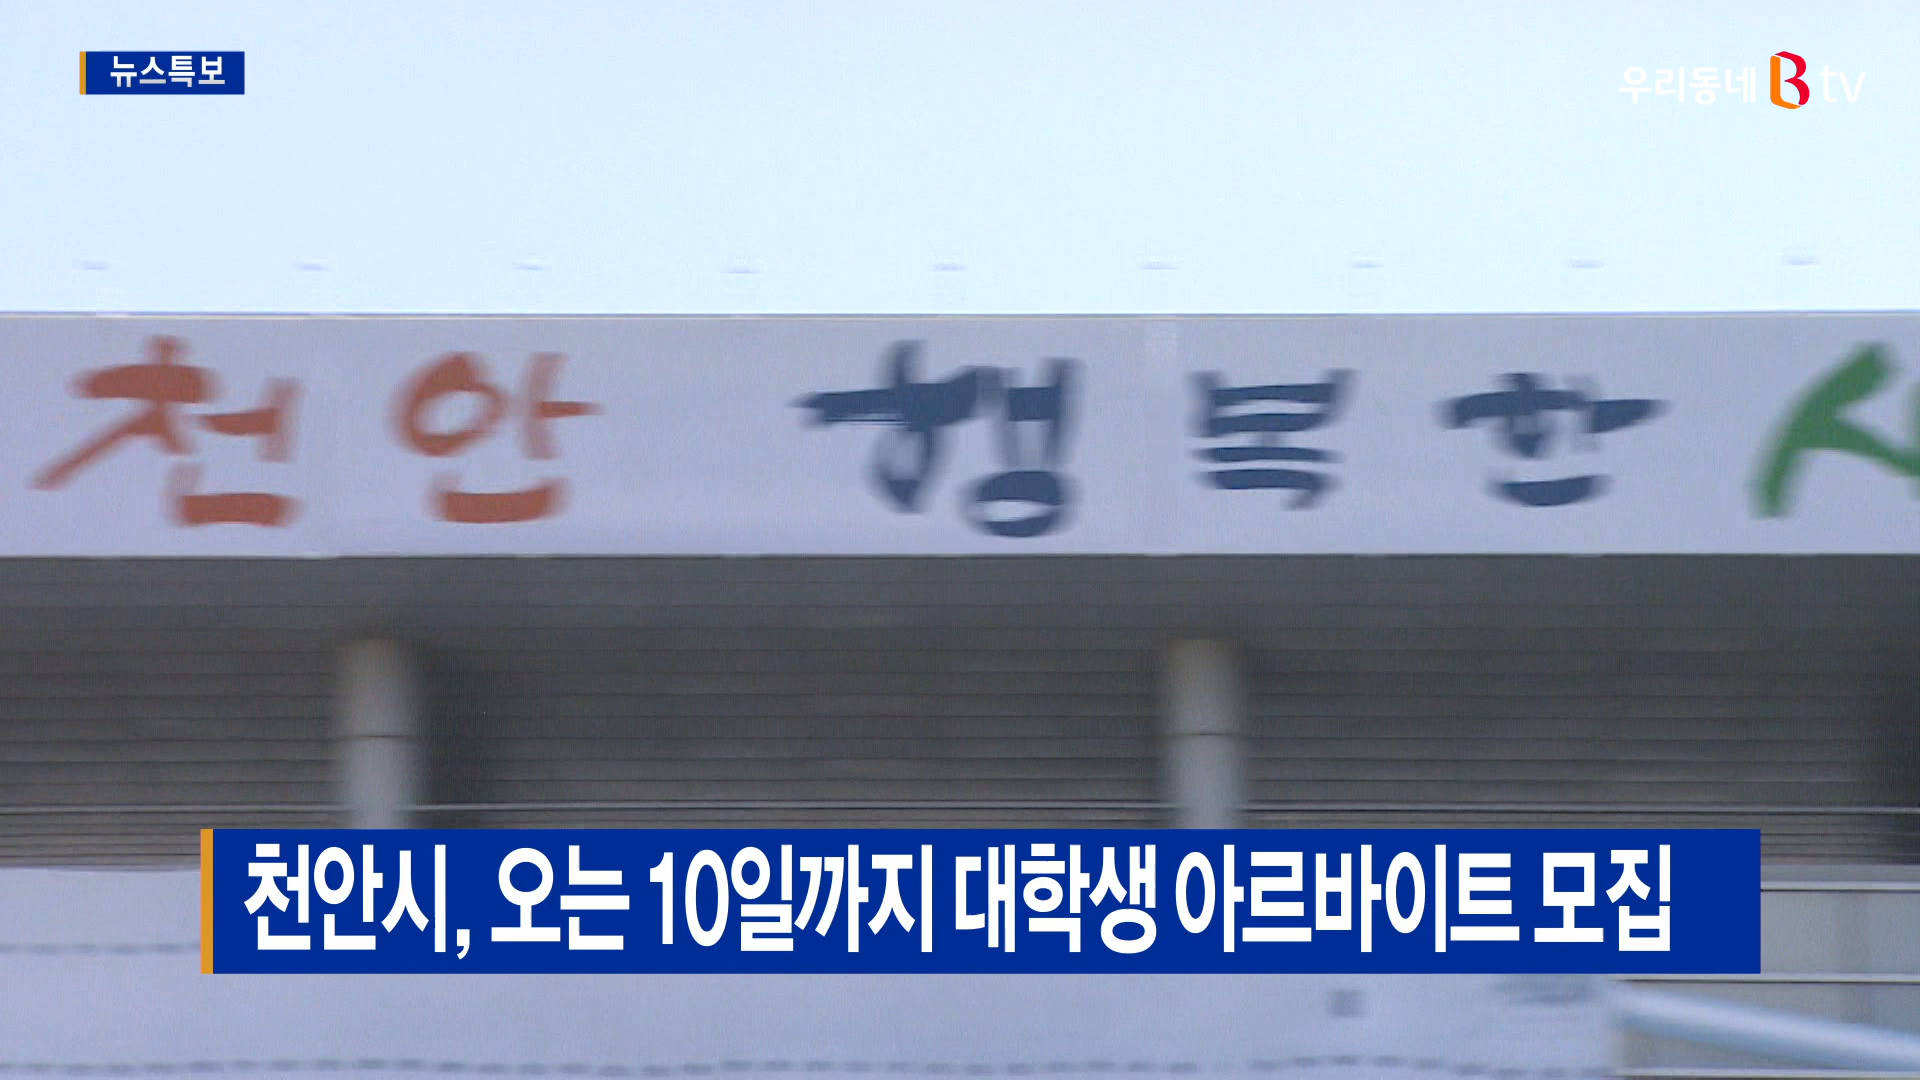 뉴스특보
우리동네 B tv
천안 행복한 시
천안시, 오는 10일까지 대학생 아르바이트 모집